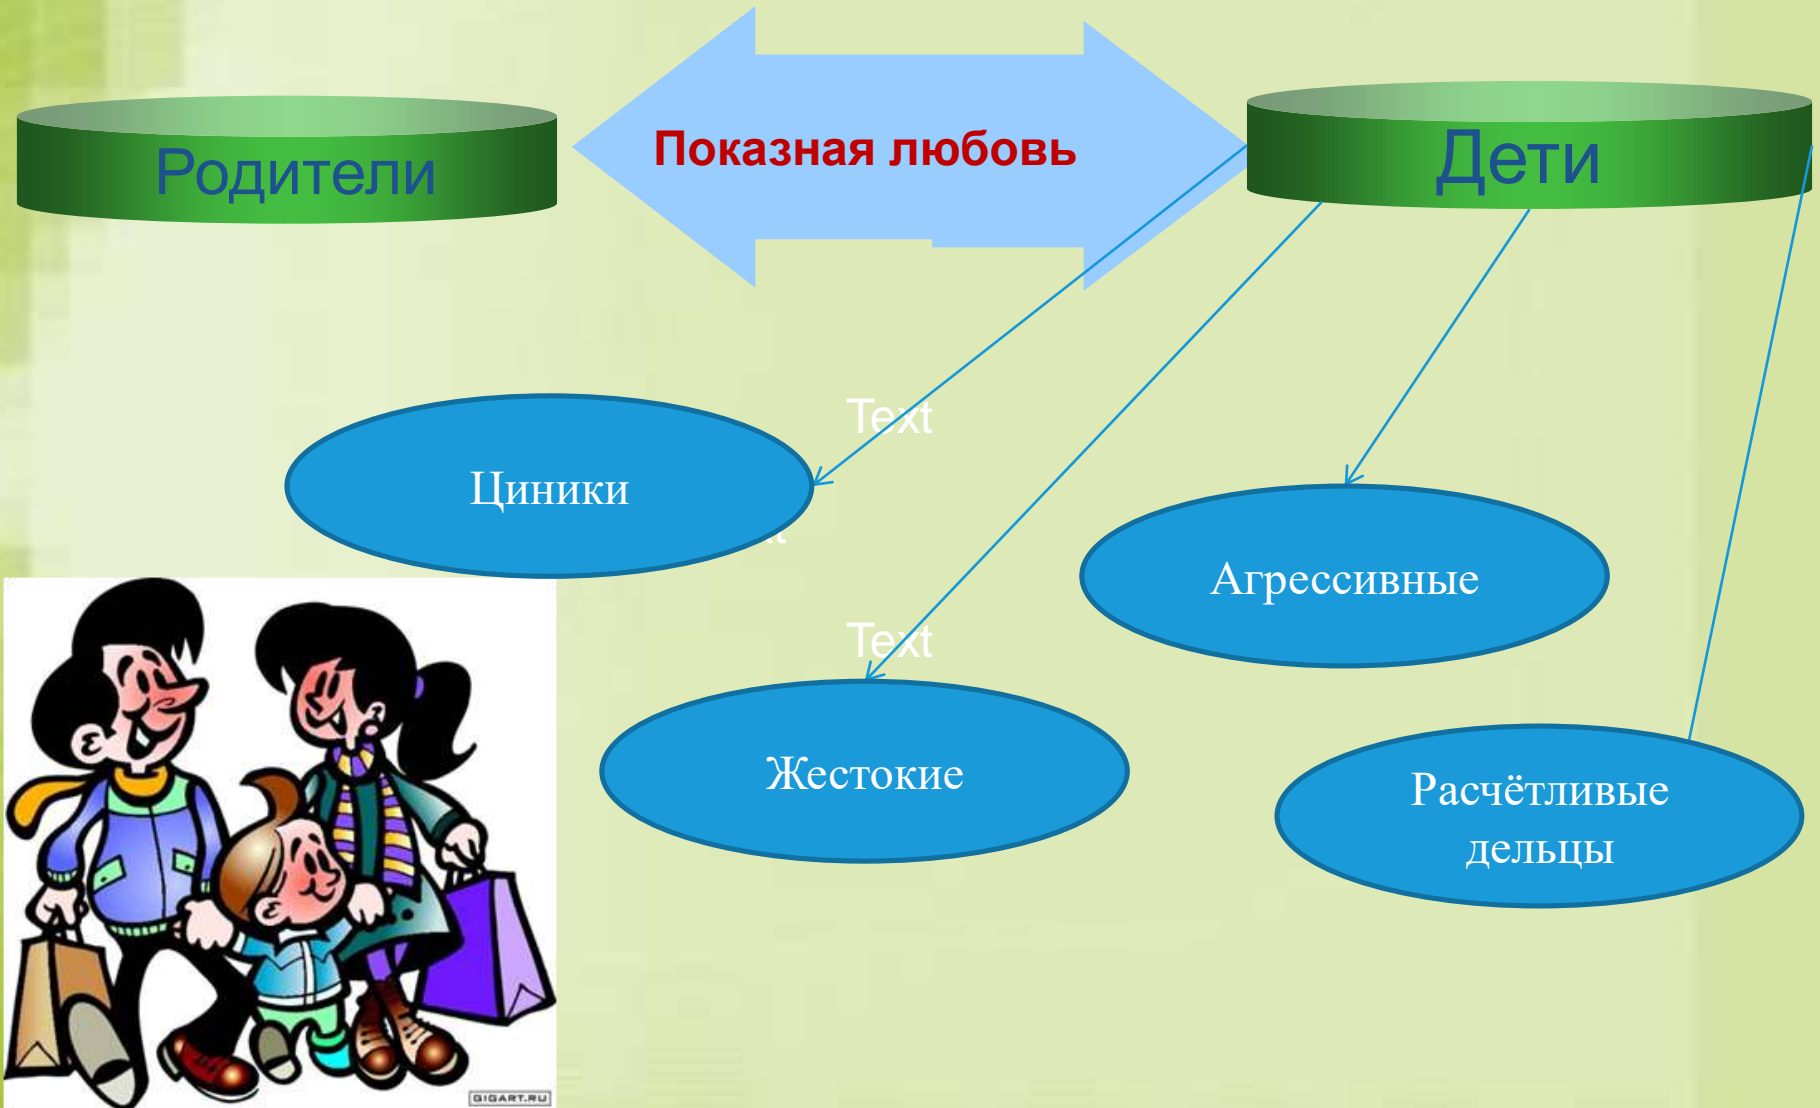 Родители
Показная любовь
Дети
Text
Циники
Агрессивные
Text
Жестокие
Расчётливые
дельцы
GIGART.RU